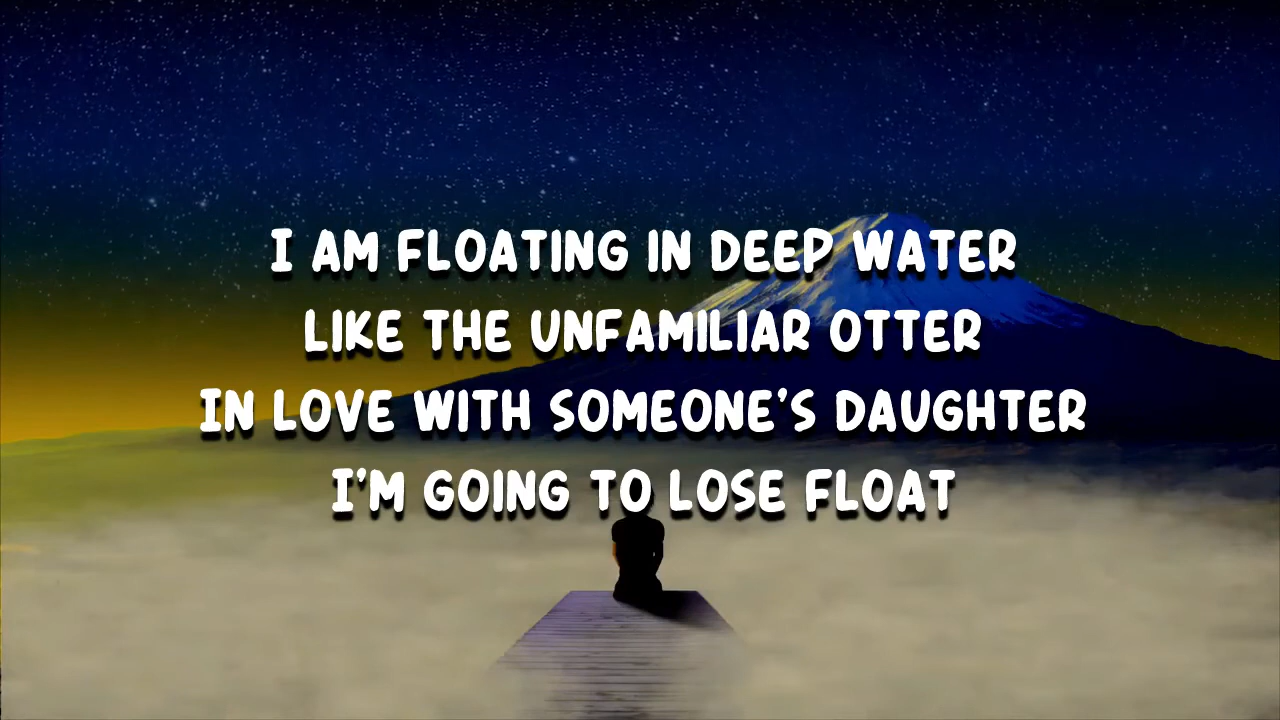 I AM FLOATING IN DEEP WATER
LIKE THE UNFAMILIAR OTTER
IN LOVE WITH SOMEONE'S DAUGHTER
I'M GOING TO LOSE FLOAT